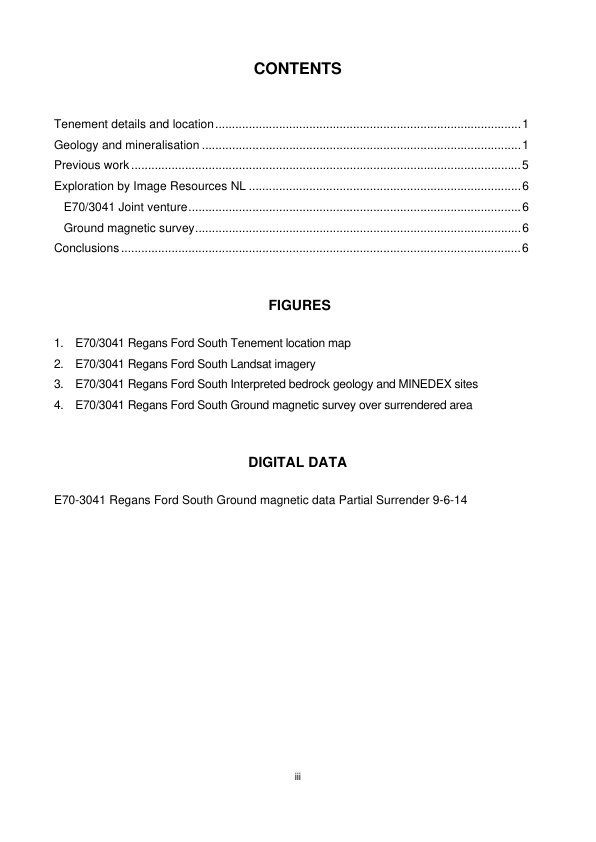 CONTENTS
Tenement details and location.............................................................................................1
Geology and mineralisation .................................................................................................1
Previous work ......................................................................................................................5
Exploration by Image Resources NL ...................................................................................6
E70/3041 Joint venture.....................................................................................................6
Ground magnetic survey...................................................................................................6
Conclusions .........................................................................................................................6
FIGURES
1. E70/3041 Regans Ford South Tenement location map
2. E70/3041 Regans Ford South Landsat imagery
3. E70/3041 Regans Ford South Interpreted bedrock geology and MINEDEX sites
4. E70/3041 Regans Ford South Ground magnetic survey over surrendered area
DIGITAL DATA
E70-3041 Regans Ford South Ground magnetic data Partial Surrender 9-6-14
iii